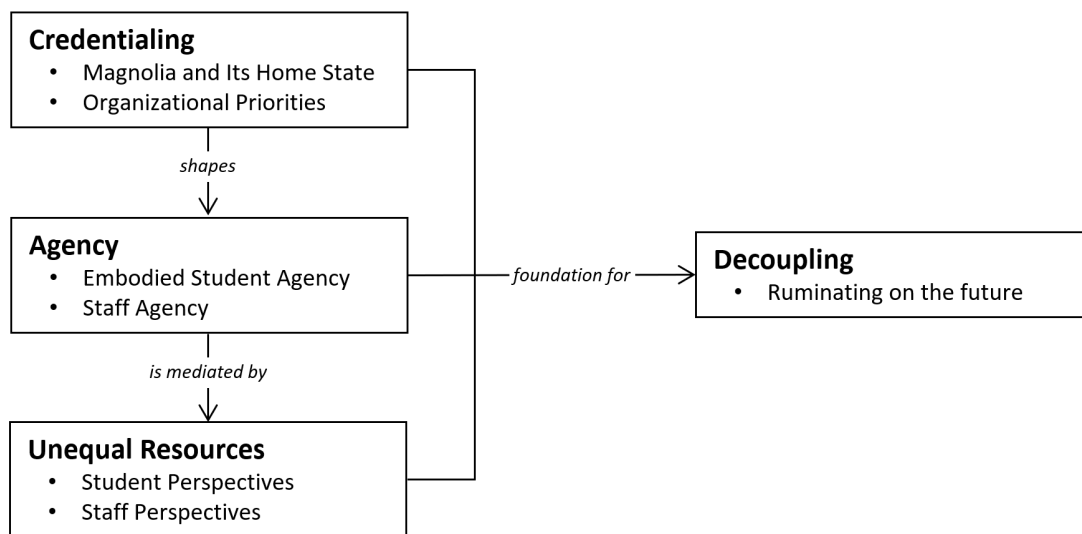 Credentialing
• Magnolia and Its Home State
• Organizational Priorities
shapes
Agency
• Embodied Student Agency
• Staff Agency
is mediated by
Unequal Resources
• Student Perspectives
• Staff Perspectives
foundation for
Decoupling
• Ruminating on the future